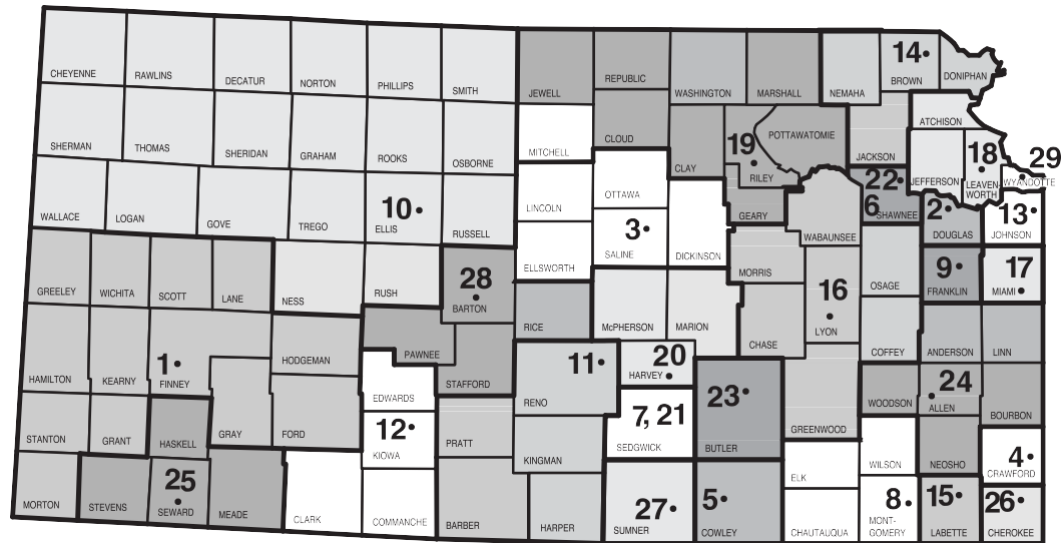 CHEYENNE
RAWLINS
DECATUR
NORTON
PHILLIPS
SMITH
JEWELL
REPUBLIC
WASHINGTON
MARSHALL
NEMAHA
14
BROWN
DONIPHAN
SHERMAN
THOMAS
SHERIDAN
GRAHAM
ROOKS
OSBORNE
MITCHELL
CLOUD
CLAY
19
RILEY
POTTAWATOMIE
JACKSON
ATCHISON
JEFFERSON
18
LEAVEN
WORTH
29
WYANDOTTE
WALLACE
LOGAN
GOVE
TREGO
10
ELLIS
RUSSELL
LINCOLN
OTTAWA
3
SALINE
DICKINSON
GEARY
WABAUNSEE
22
6
SHAWNEE
2
DOUGLAS
13
JOHNSON
GREELEY
WICHITA
SCOTT
LANE
NESS
RUSH
28
BARTON
ELLSWORTH
RICE
McPHERSON
MARION
MORRIS
CHASE
16
LYON
OSAGE
COFFEY
9
FRANKLIN
17
MIAMI
HAMILTON
KEARNY
1
FINNEY
HODGEMAN
PAWNEE
STAFFORD
EDWARDS
11
RENO
20
HARVEY
23
BUTLER
GREENWOOD
WOODSON
ANDERSON
LINN
24
ALLEN
BOURBON
STANTON
GRANT
HASKELL
GRAY
FORD
12
KIOWA
PRATT
KINGMAN
7, 21
SEDGWICK
ELK
WILSON
NEOSHO
4
CRAWFORD
MORTON
STEVENS
25
SEWARD
MEADE
CLARK
COMMANCHE
BARBER
HARPER
27
SUMNER
5
COWLEY
CHAUTAUQUA
8
MONT-
GOMERY
15
LABETTE
26
CHEROKEE